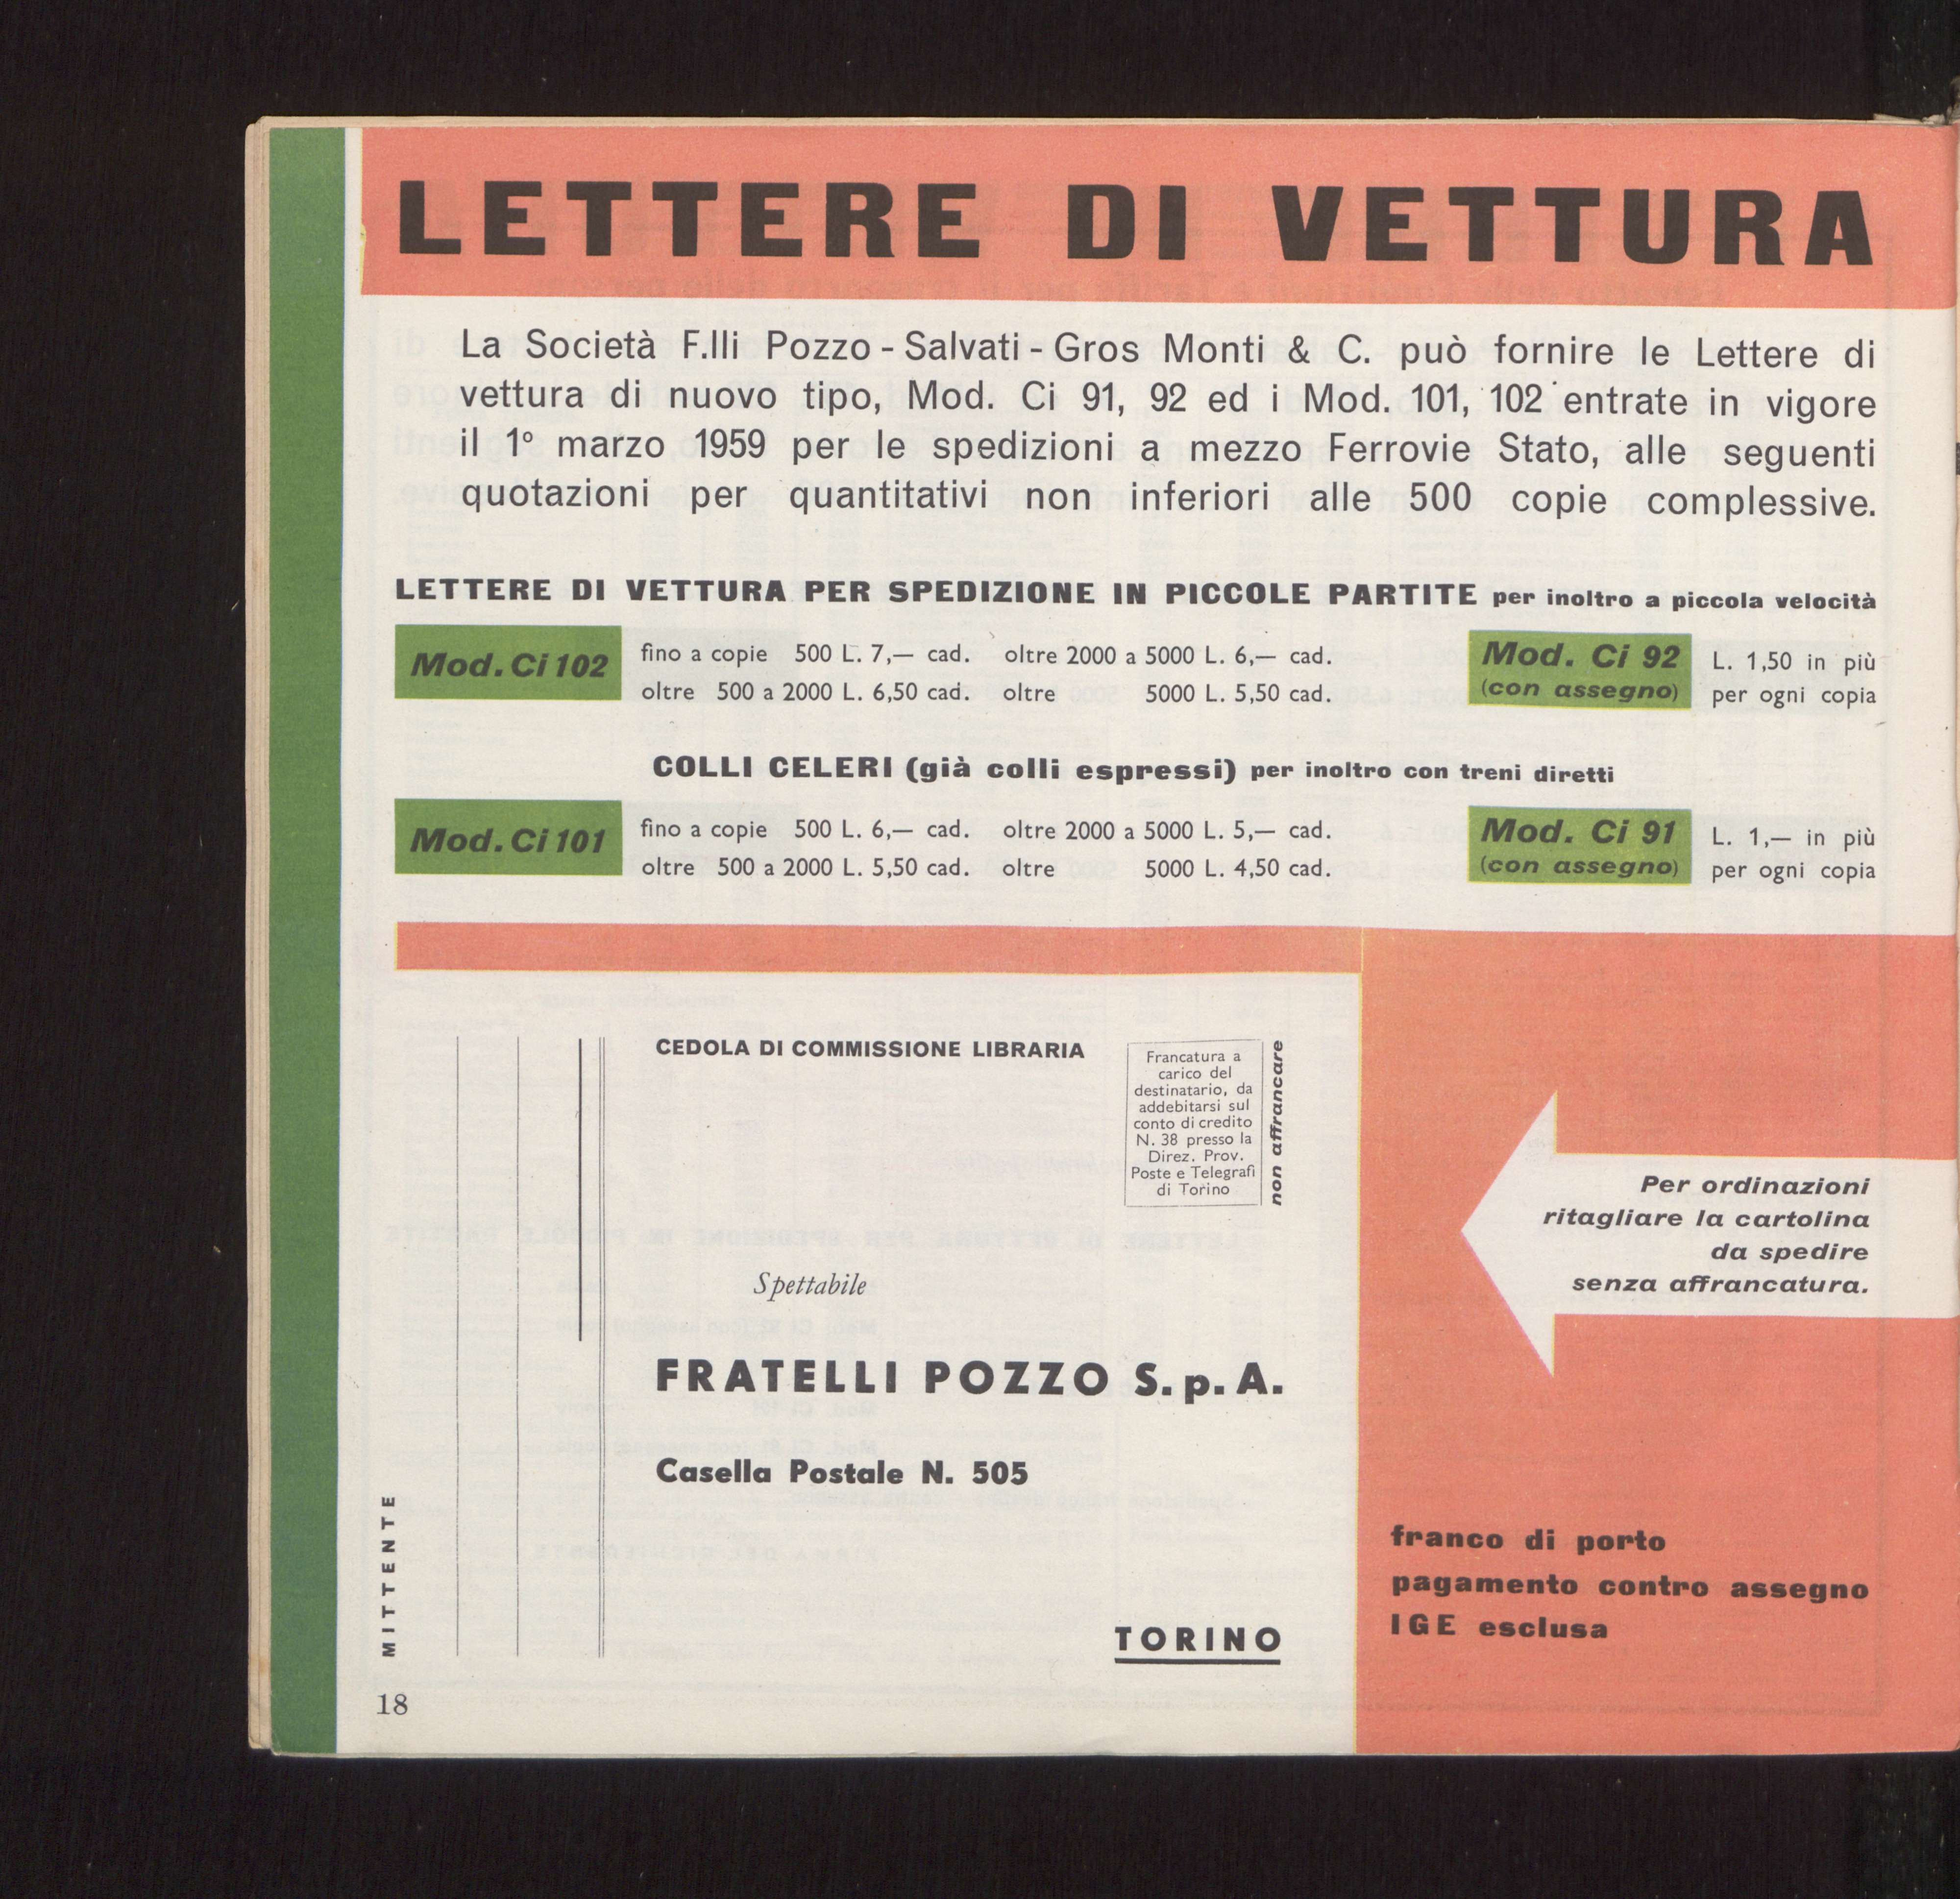 LETTERE DI VETTURA
La Società F.lli Pozzo - Salvati - Gros Monti & C. può fornire le Lettere di
vettura di nuovo tipo, Mod. Ci 91, 92 ed i Mod. 101, 102 entrate in vigore
il 1º marzo 1959 per le spedizioni a mezzo Ferrovie Stato, alle seguenti
quotazioni per quantitativi non inferiori alle 500 copie complessive.
LETTERE DI VETTURA PER SPEDIZIONE IN PICCOLE PARTITE per inoltro a piccola velocità
Mod. Ci 102
fino a copie 500 L. 7,— cad. oltre 2000 a 5000 L. 6,— cad.
oltre 500 a 2000 L. 6,50 cad. oltre 5000 L. 5,50 cad.
Mod. Ci 92
(con assegno)
L. 1,50 in più
per ogni copia
COLLI CELERI (già colli espressi) per inoltro con treni diretti
Mod. Ci 101
fino a copie 500 L. 6,— cad. oltre 2000 a 5000 L. 5,— cad.
oltre 500 a 2000 L. 5,50 cad. oltre 5000 L. 4,50 cad.
Mod. Ci 91
(con assegno)
L. 1,— in più
per ogni copia
CEDOLA DI COMMISSIONE LIBRARIA
Francatura a
carico del
destinatario, da
addebitarsi sul
conto di credito
N. 38 presso la
Direz. Prov.
Poste e Telegrafi
di Torino
non affrancare
Spettabile
FRATELLI POZZO S.p.A.
Casella Postale N. 505
TORINO
MITTENTE
Per ordinazioni
ritagliare la cartolina
da spedire
senza affrancatura.
franco di porto
pagamento contro assegno
IGE esclusa
18